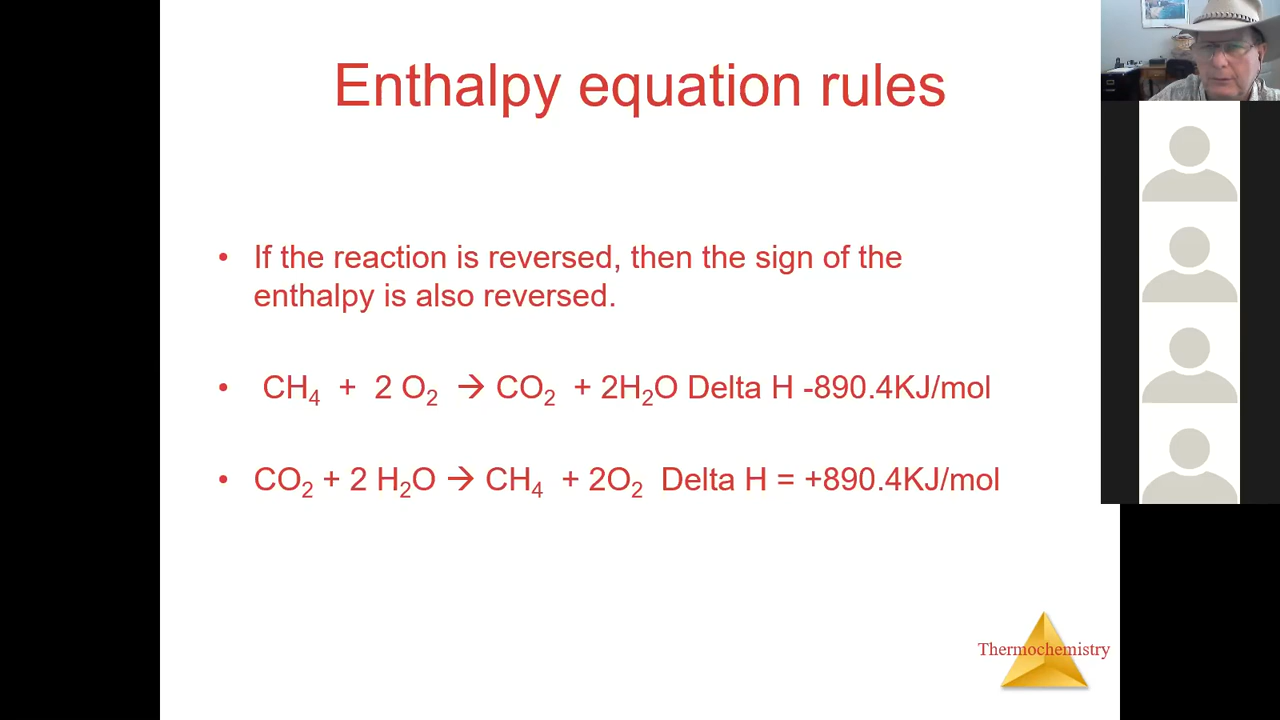 Enthalpy equation rules
• If the reaction is reversed, then the sign of the
enthalpy is also reversed.
• CH₄ + 2 O₂ → CO₂ + 2H₂O Delta H -890.4KJ/mol
• CO₂ + 2 H₂O → CH₄ + 2O₂ Delta H = +890.4KJ/mol
Thermochemistry